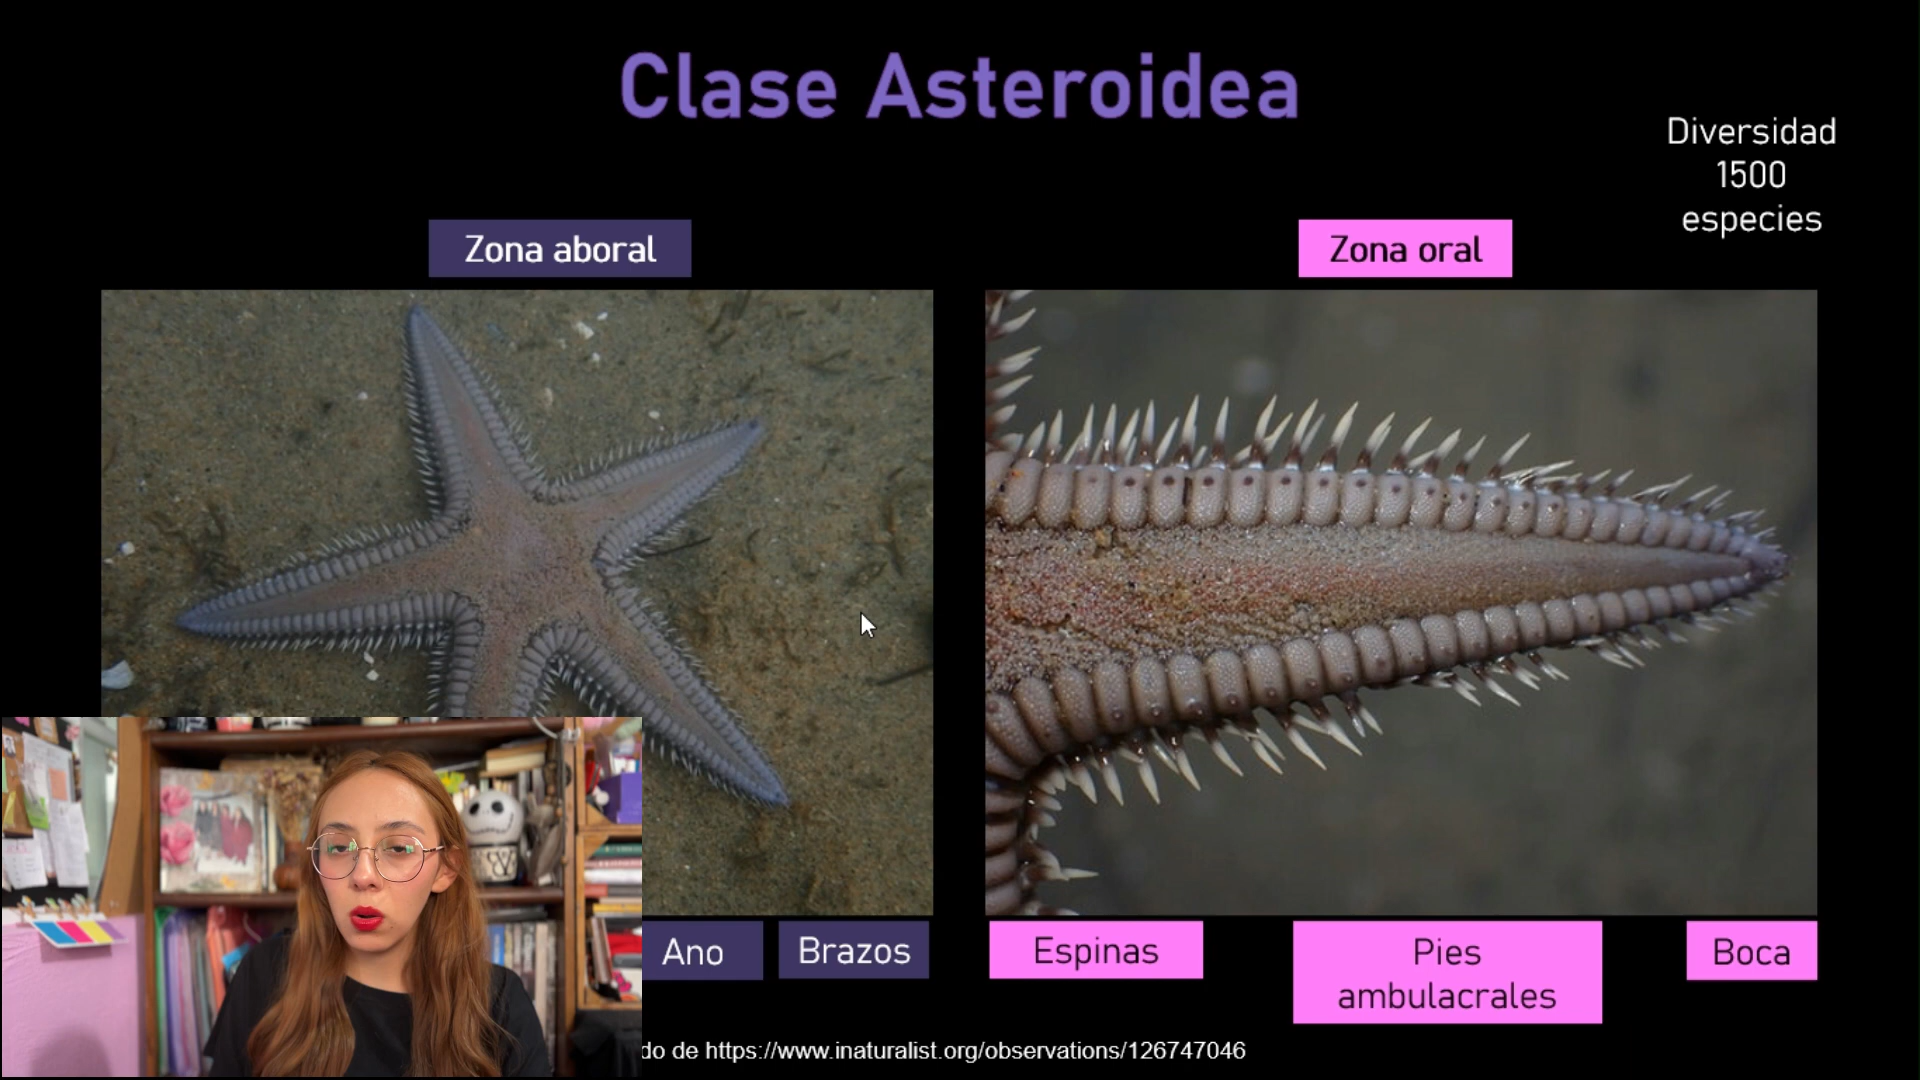 Clase Asteroidea
Diversidad
1500
especies
Zona aboral
Zona oral
Ano
Brazos
Espinas
Pies
ambulacrales
Boca
do de https://www.inaturalist.org/observations/126747046